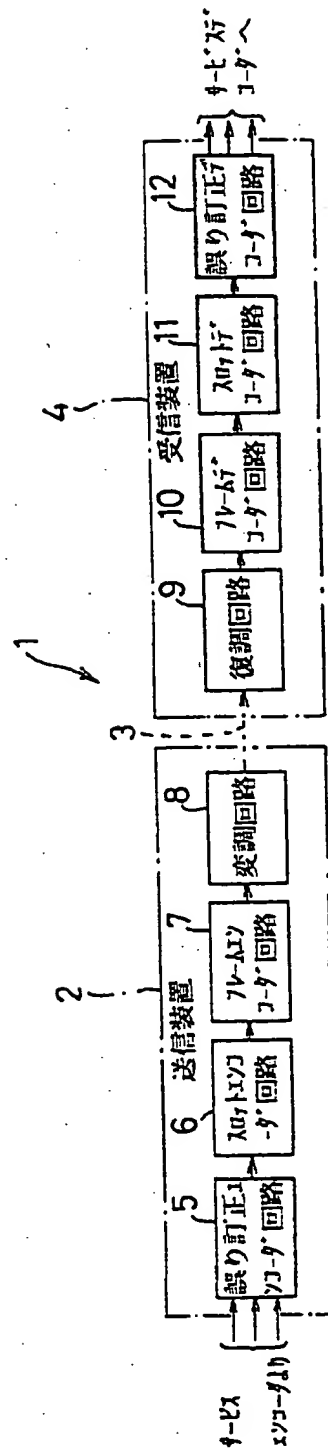 1
2
送信装置
サービス
エンコーダより
5
誤り訂正エ
ンコーダ回路
6
スロットエンコ
ーダ回路
7
フレームエン
コーダ回路
8
変調回路
3
4
受信装置
9
復調回路
10
フレームデ
コーダ回路
11
スロットデ
コーダ回路
12
誤り訂正デ
コーダ回路
サービスデ
コーダへ